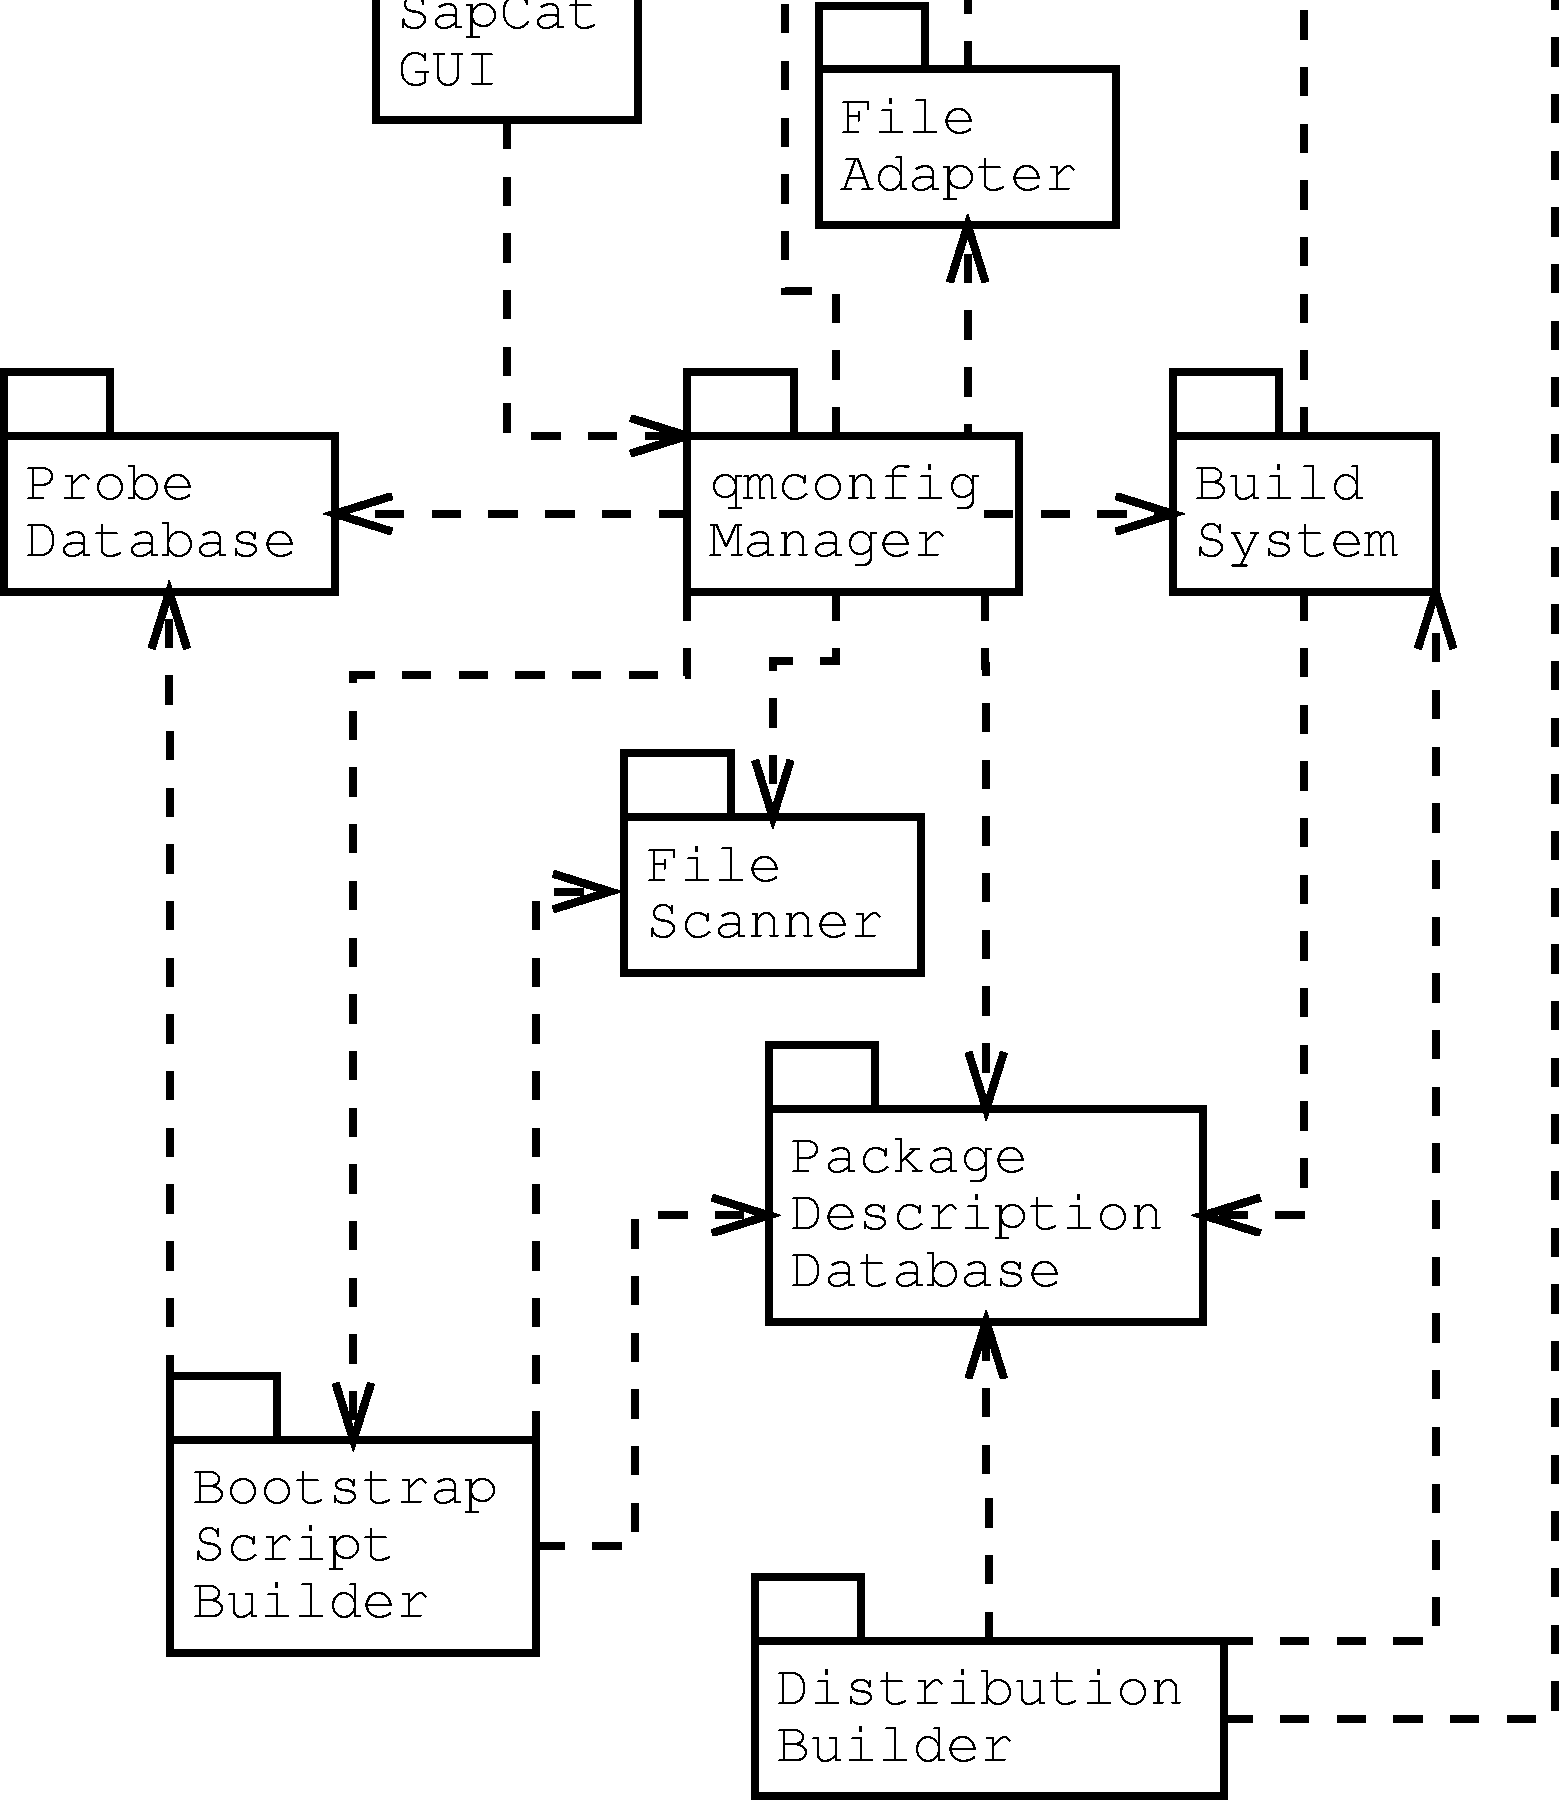 SapCat
GUI
File
Adapter
Probe
Database
qmconfig
Manager
Build
System
File
Scanner
Package
Description
Database
Bootstrap
Script
Builder
Distribution
Builder